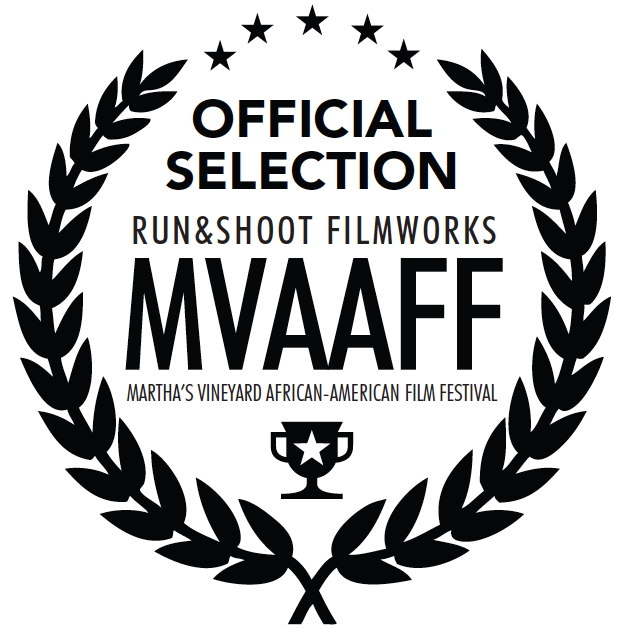 OFFICIAL
SELECTION
RUN&SHOOT FILMWORKS
MVAAFF
MARTHA'S VINEYARD AFRICAN-AMERICAN FILM FESTIVAL